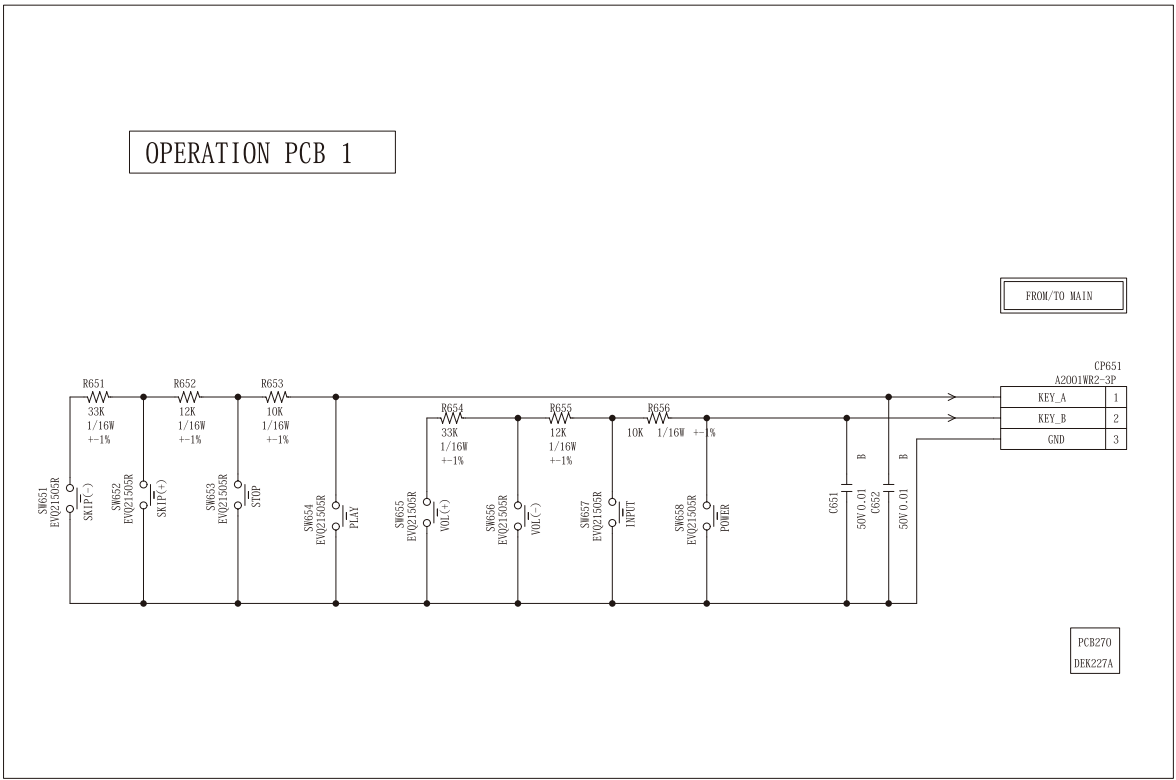 OPERATION PCB 1
FROM/TO MAIN
CP651
A2001WR2-3P
KEY_A 1
KEY_B 2
GND 3
R651
33K
1/16W
+-1%
R652
12K
1/16W
+-1%
R653
10K
1/16W
+-1%
R654
33K
1/16W
+-1%
R655
12K
1/16W
+-1%
R656
10K 1/16W +-1%
SW651
EVQ21505R
SKIP(-)
SW652
EVQ21505R
SKIP(+)
SW653
EVQ21505R
STOP
SW654
EVQ21505R
PLAY
SW655
EVQ21505R
VOL(+)
SW656
EVQ21505R
VOL(-)
SW657
EVQ21505R
INPUT
SW658
EVQ21505R
POWER
C651
50V 0.01 B
C652
50V 0.01 B
PCB270
DEK227A